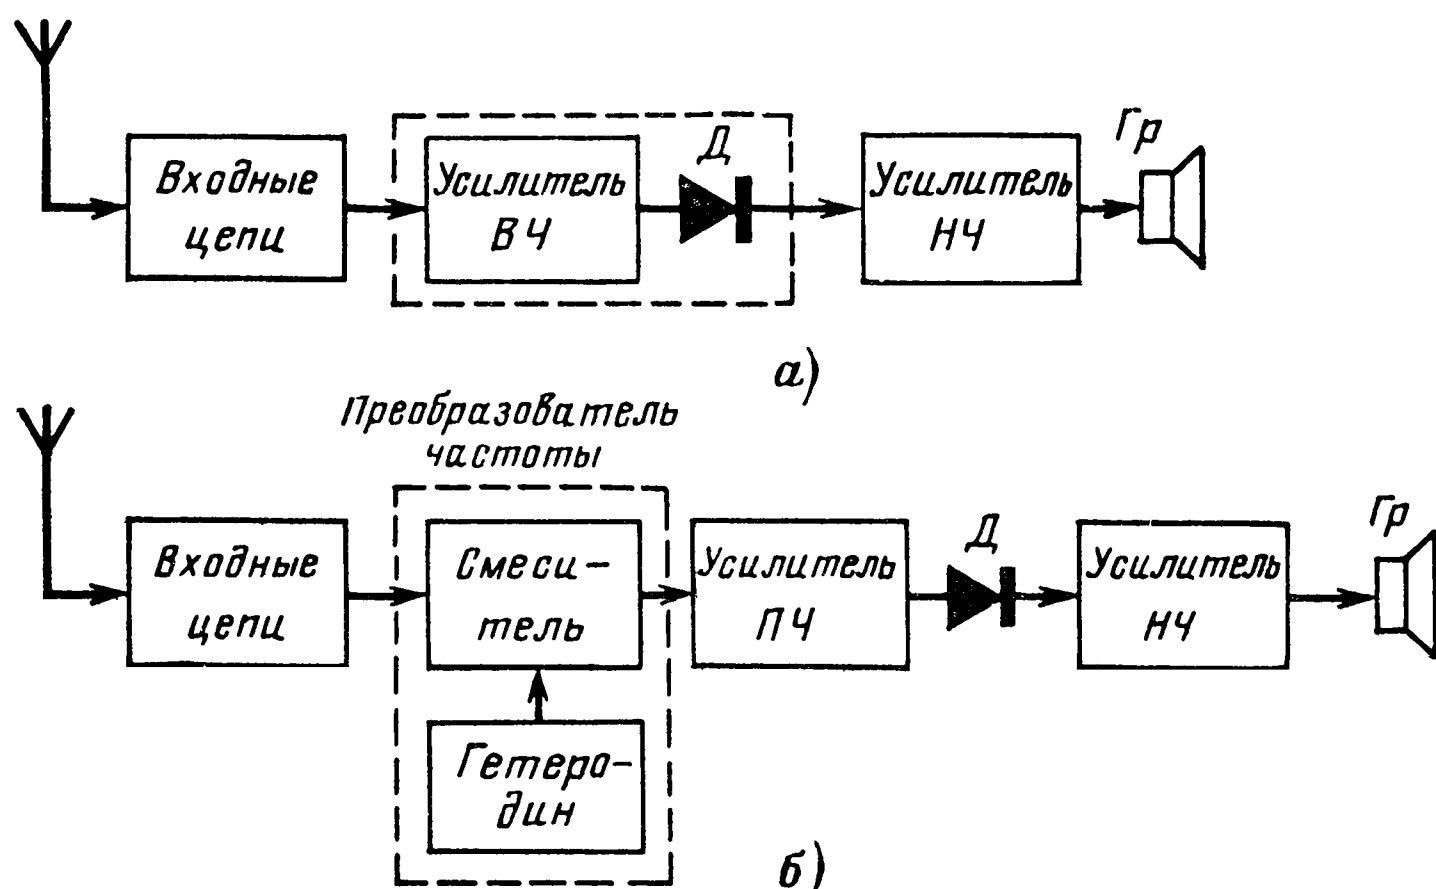 Входные
цепи
Усилитель
ВЧ
Д
Усилитель
НЧ
Гр
а)
Преобразователь
частоты
Входные
цепи
Смеси-
тель
Гетеро-
дин
Усилитель
ПЧ
Д
Усилитель
НЧ
Гр
б)